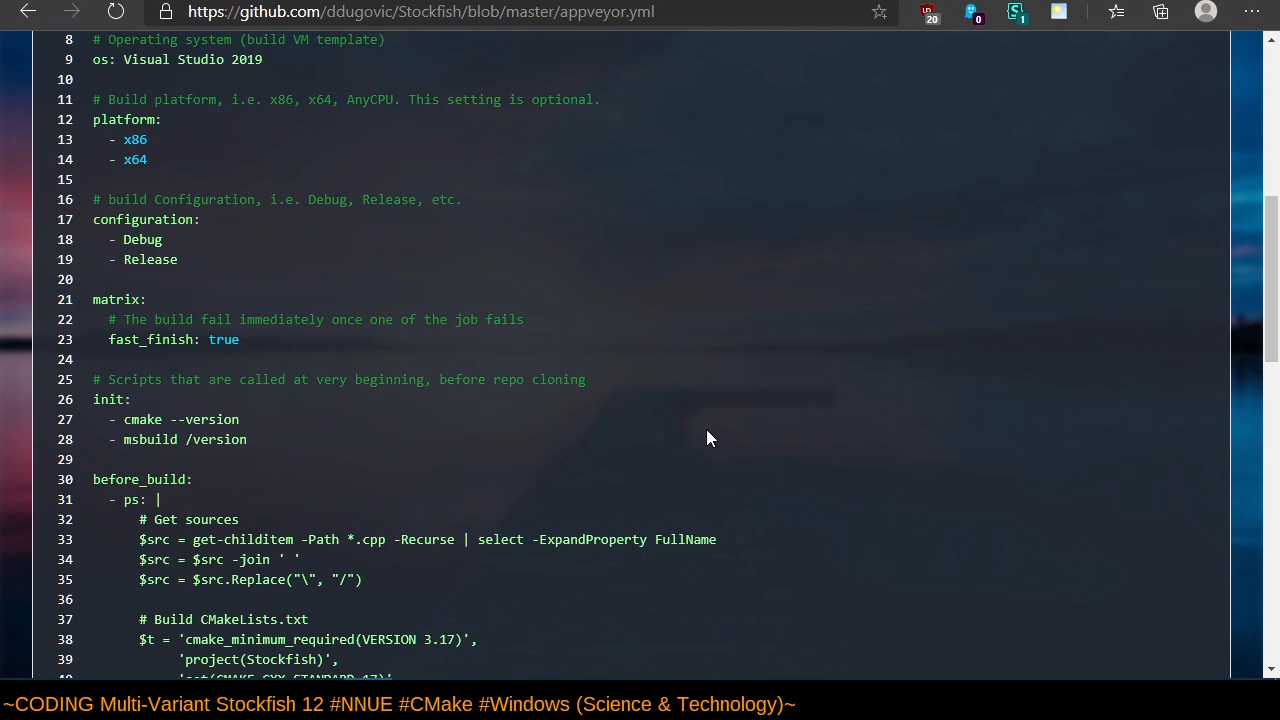 https://github.com/ddugovic/Stockfish/blob/master/appveyor.yml
20
0
1
8 # Operating system (build VM template)
9 os: Visual Studio 2019
10
11 # Build platform, i.e. x86, x64, AnyCPU. This setting is optional.
12 platform:
13 - x86
14 - x64
15
16 # build Configuration, i.e. Debug, Release, etc.
17 configuration:
18 - Debug
19 - Release
20
21 matrix:
22 # The build fail immediately once one of the job fails
23 fast_finish: true
24
25 # Scripts that are called at very beginning, before repo cloning
26 init:
27 - cmake --version
28 - msbuild /version
29
30 before_build:
31 - ps: |
32 # Get sources
33 $src = get-childitem -Path *.cpp -Recurse | select -ExpandProperty FullName
34 $src = $src -join ' '
35 $src = $src.Replace("\", "/")
36
37 # Build CMakeLists.txt
38 $t = 'cmake_minimum_required(VERSION 3.17)',
39 'project(Stockfish)',
40 'set(CMAKE_CXX_STANDARD 17)'
~CODING Multi-Variant Stockfish 12 #NNUE #CMake #Windows (Science & Technology)~